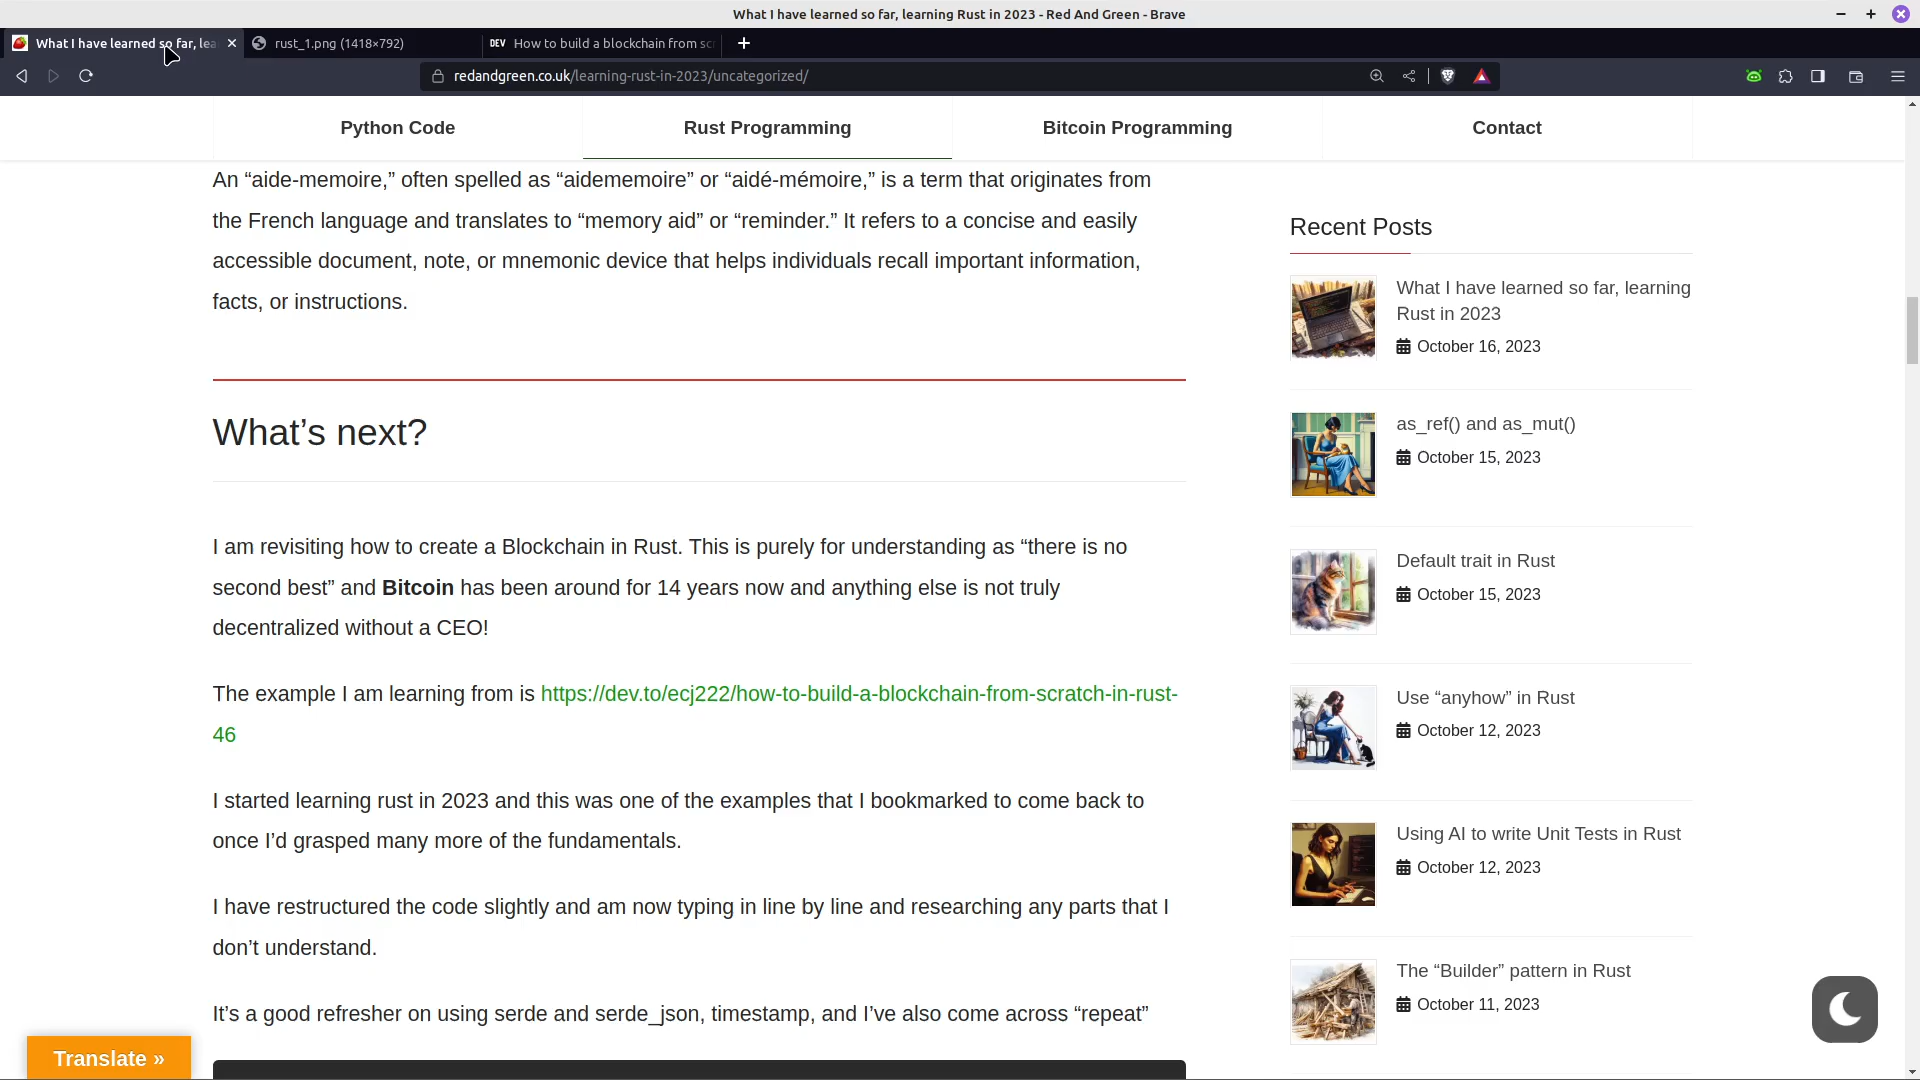 What I have learned so far, learning Rust in 2023 - Red And Green - Brave
What I have learned so far, lea
rust_1.png (1418×792)
DEV How to build a blockchain from sc
redandgreen.co.uk/learning-rust-in-2023/uncategorized/
Python Code
Rust Programming
Bitcoin Programming
Contact
An “aide-memoire,” often spelled as “aidememoire” or “aidé-mémoire,” is a term that originates from
the French language and translates to “memory aid” or “reminder.” It refers to a concise and easily
accessible document, note, or mnemonic device that helps individuals recall important information,
facts, or instructions.
What’s next?
I am revisiting how to create a Blockchain in Rust. This is purely for understanding as “there is no
second best” and Bitcoin has been around for 14 years now and anything else is not truly
decentralized without a CEO!
The example I am learning from is https://dev.to/ecj222/how-to-build-a-blockchain-from-scratch-in-rust-
46
I started learning rust in 2023 and this was one of the examples that I bookmarked to come back to
once I’d grasped many more of the fundamentals.
I have restructured the code slightly and am now typing in line by line and researching any parts that I
don’t understand.
It’s a good refresher on using serde and serde_json, timestamp, and I’ve also come across “repeat”
Recent Posts
What I have learned so far, learning
Rust in 2023
October 16, 2023
as_ref() and as_mut()
October 15, 2023
Default trait in Rust
October 15, 2023
Use “anyhow” in Rust
October 12, 2023
Using AI to write Unit Tests in Rust
October 12, 2023
The “Builder” pattern in Rust
October 11, 2023
Translate »